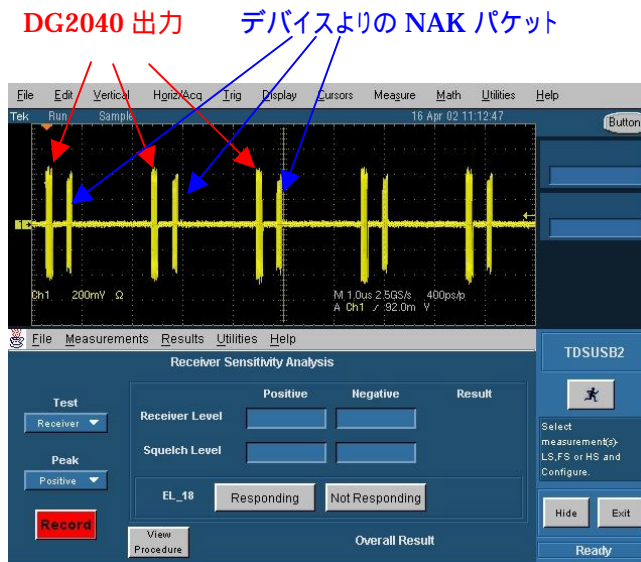 DG2040 出力
デバイスよりの NAK パケット
File Edit Vertical Horiz/Acq Trig Display Cursors Measure Math Utilities Help
Tek Run Sample 16 Apr 02 11:12:47
Button
1
Ch1 200mV Ω
M 1.0us 2.5GS/s 400ps/p
A Ch1 / 92.0m V
File Measurements Results Utilities Help
Receiver Sensitivity Analysis
TDSUSB2
Positive Negative Result
Test
Receiver
Receiver Level
Squelch Level
Peak
Positive
EL_18 Responding Not Responding
Record
View
Procedure
Overall Result
Select
measurement(s)-
LS,FS or HS and
Configure.
Hide Exit
Ready